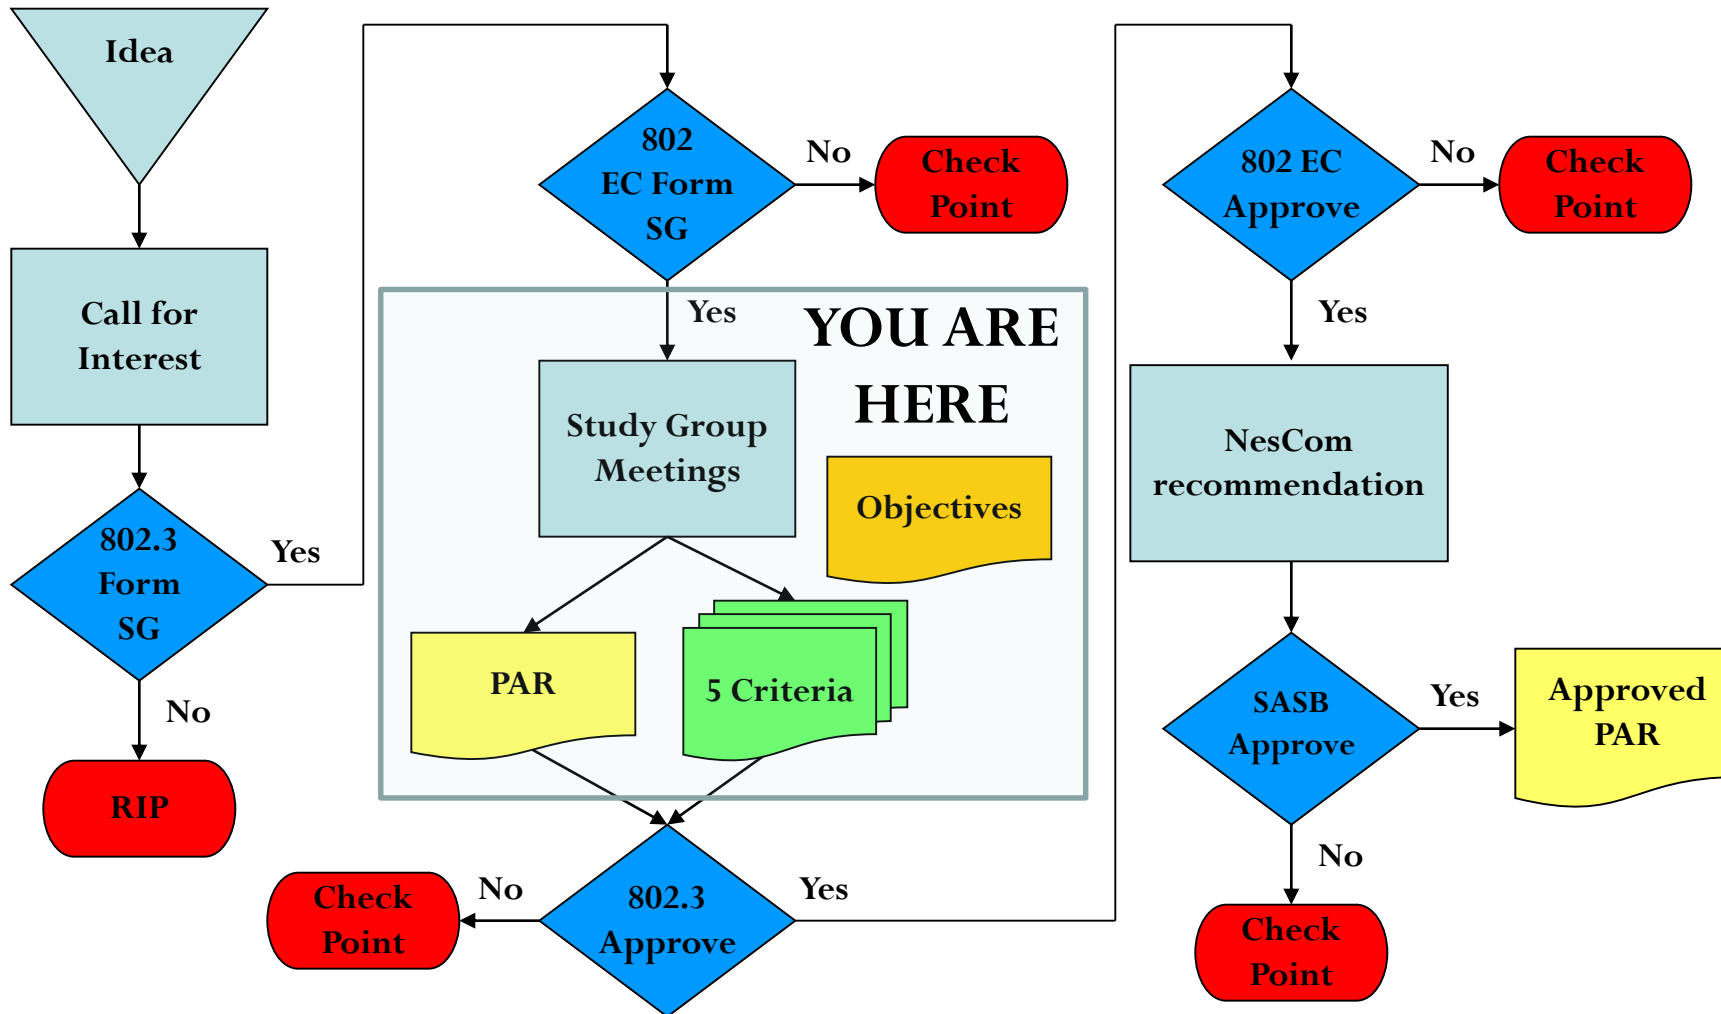 Idea
Call for
Interest
802.3
Form
SG
Yes
No
RIP
802
EC Form
SG
No
Check
Point
Yes
YOU ARE
HERE
Study Group
Meetings
Objectives
PAR
5 Criteria
802.3
Approve
No
Check
Point
Yes
802 EC
Approve
No
Check
Point
Yes
NesCom
recommendation
SASB
Approve
Yes
Approved
PAR
No
Check
Point